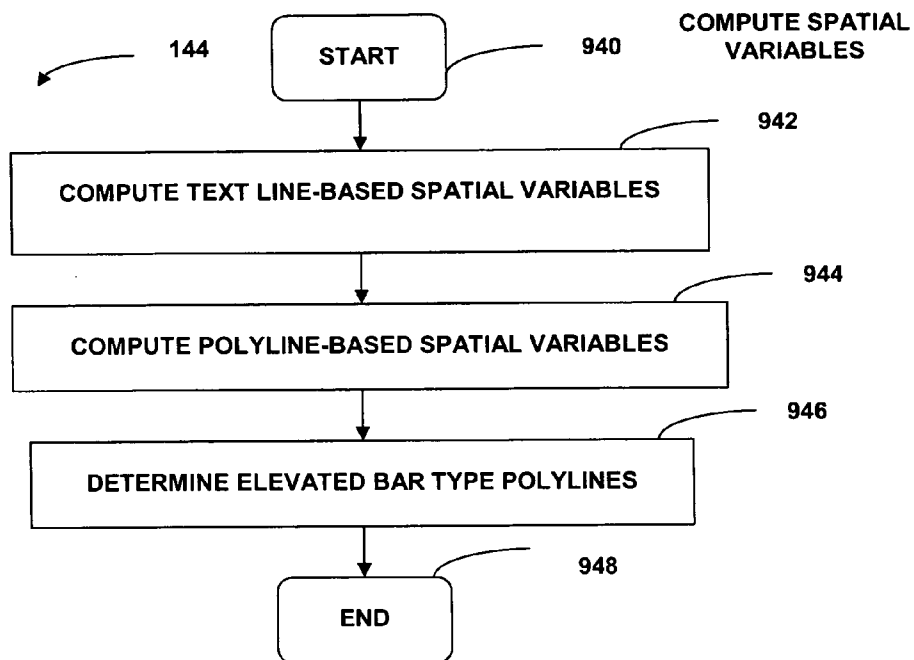 COMPUTE SPATIAL
VARIABLES
144
START
940
942
COMPUTE TEXT LINE-BASED SPATIAL VARIABLES
944
COMPUTE POLYLINE-BASED SPATIAL VARIABLES
946
DETERMINE ELEVATED BAR TYPE POLYLINES
948
END